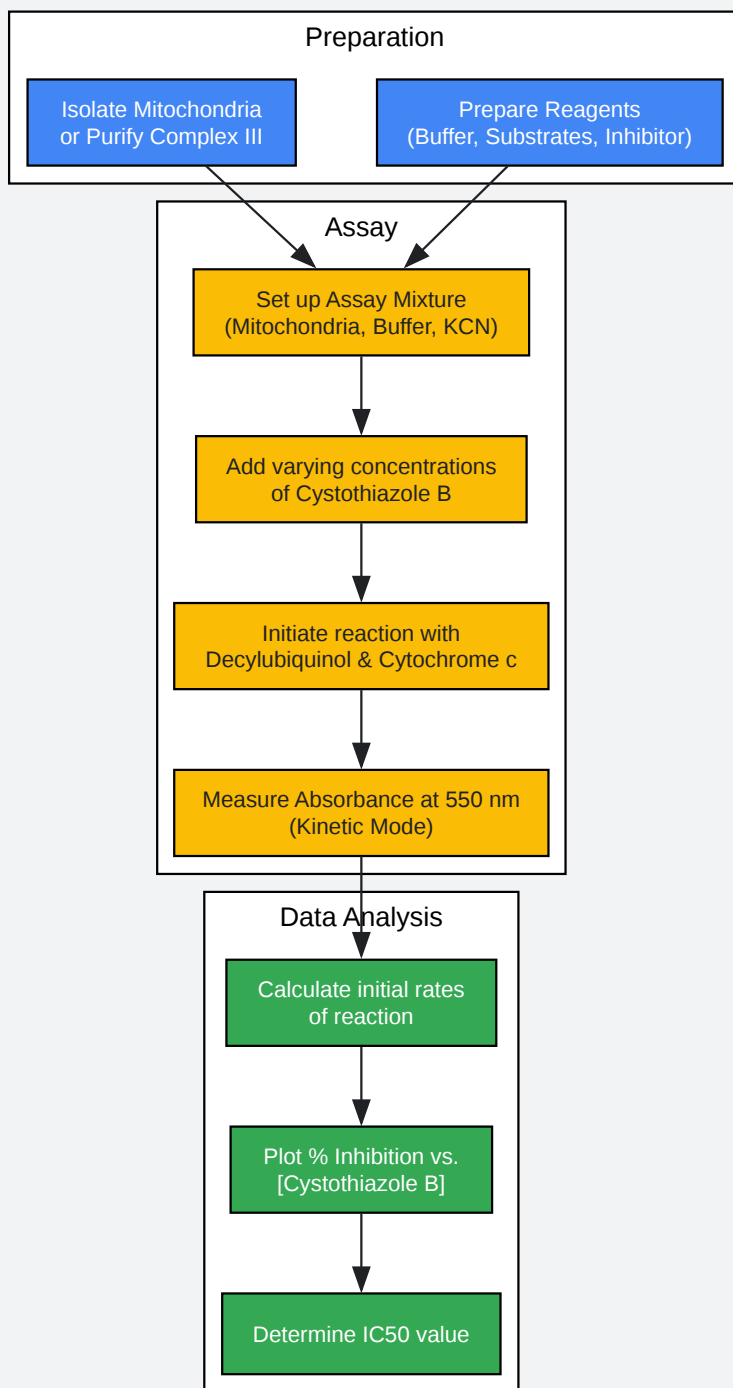 Preparation
Isolate Mitochondria
or Purify Complex III
Prepare Reagents
(Buffer, Substrates, Inhibitor)
Assay
Set up Assay Mixture
(Mitochondria, Buffer, KCN)
Add varying concentrations
of Cystothiazole B
Initiate reaction with
Decylubiquinol & Cytochrome c
Measure Absorbance at 550 nm
(Kinetic Mode)
Data Analysis
Calculate initial rates
of reaction
Plot % Inhibition vs.
[Cystothiazole B]
Determine IC50 value